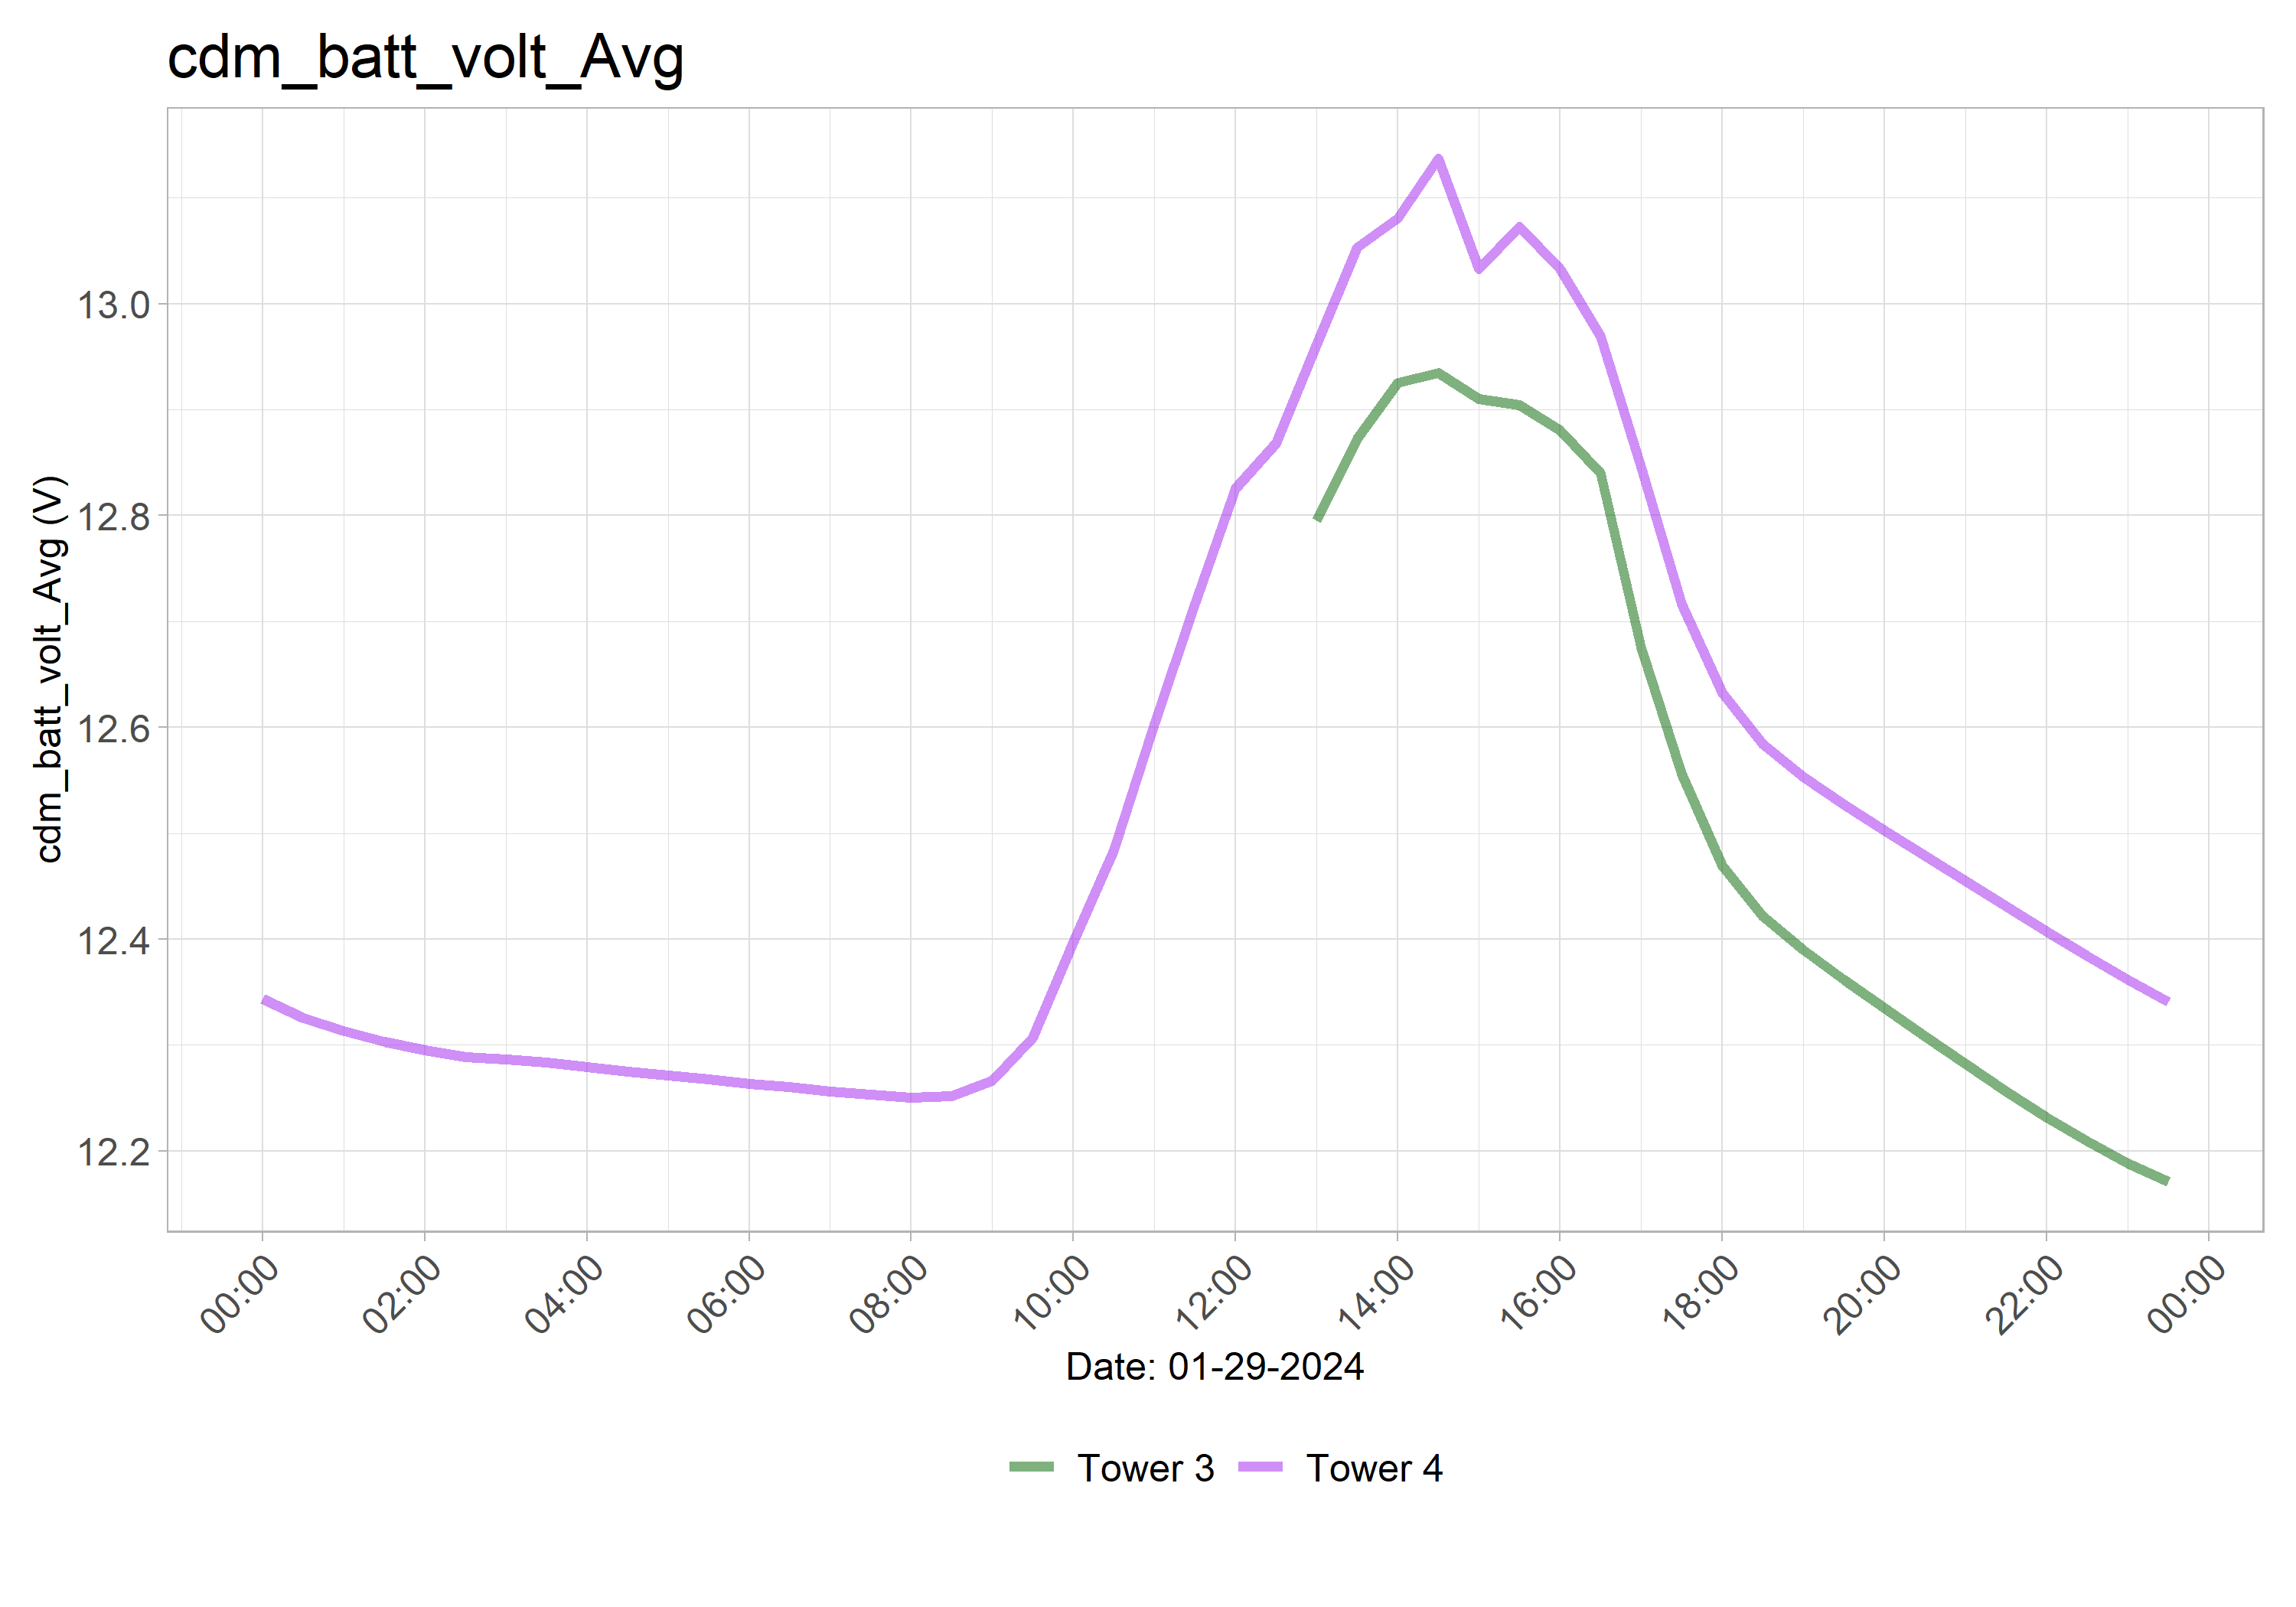 cdm_batt_volt_Avg
cdm_batt_volt_Avg (V)
13.0
12.8
12.6
12.4
12.2
00:00 02:00 04:00 06:00 08:00 10:00 12:00 14:00 16:00 18:00 20:00 22:00 00:00
Date: 01-29-2024
Tower 3 Tower 4